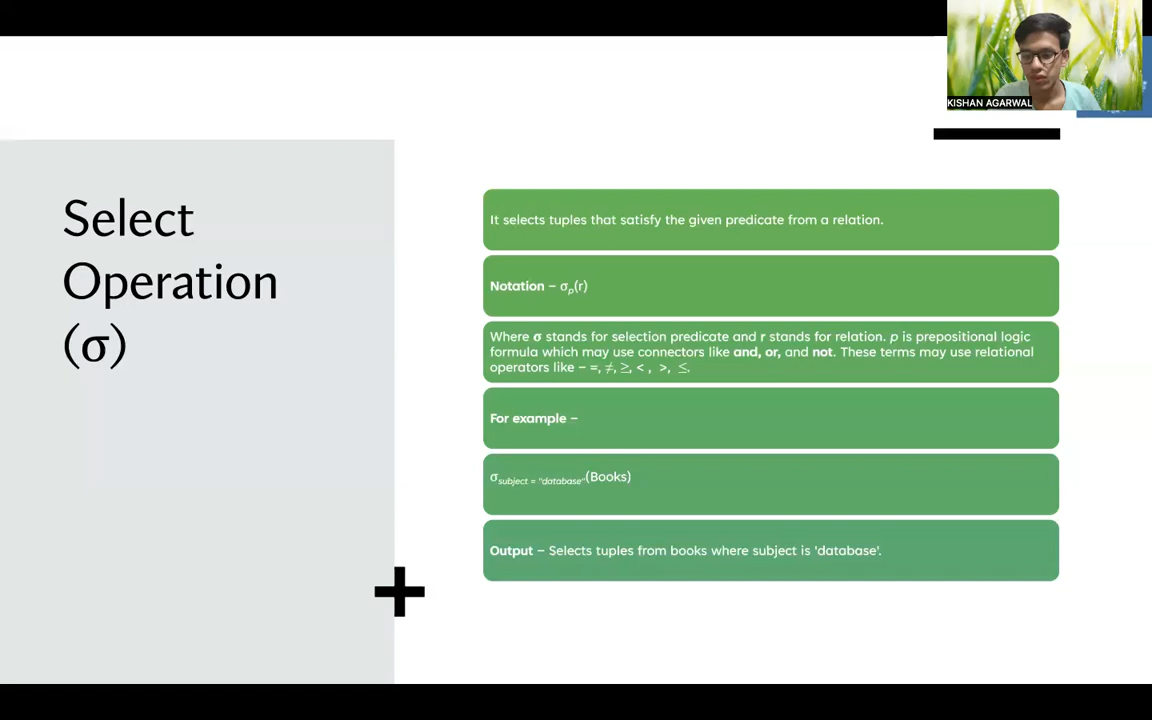 KISHAN AGARWAL
Select
Operation
(σ)
It selects tuples that satisfy the given predicate from a relation.
Notation − σp(r)
Where σ stands for selection predicate and r stands for relation. p is prepositional logic
formula which may use connectors like and, or, and not. These terms may use relational
operators like − =, ≠, ≥, < , >, ≤.
For example −
σsubject = "database"(Books)
Output − Selects tuples from books where subject is 'database'.